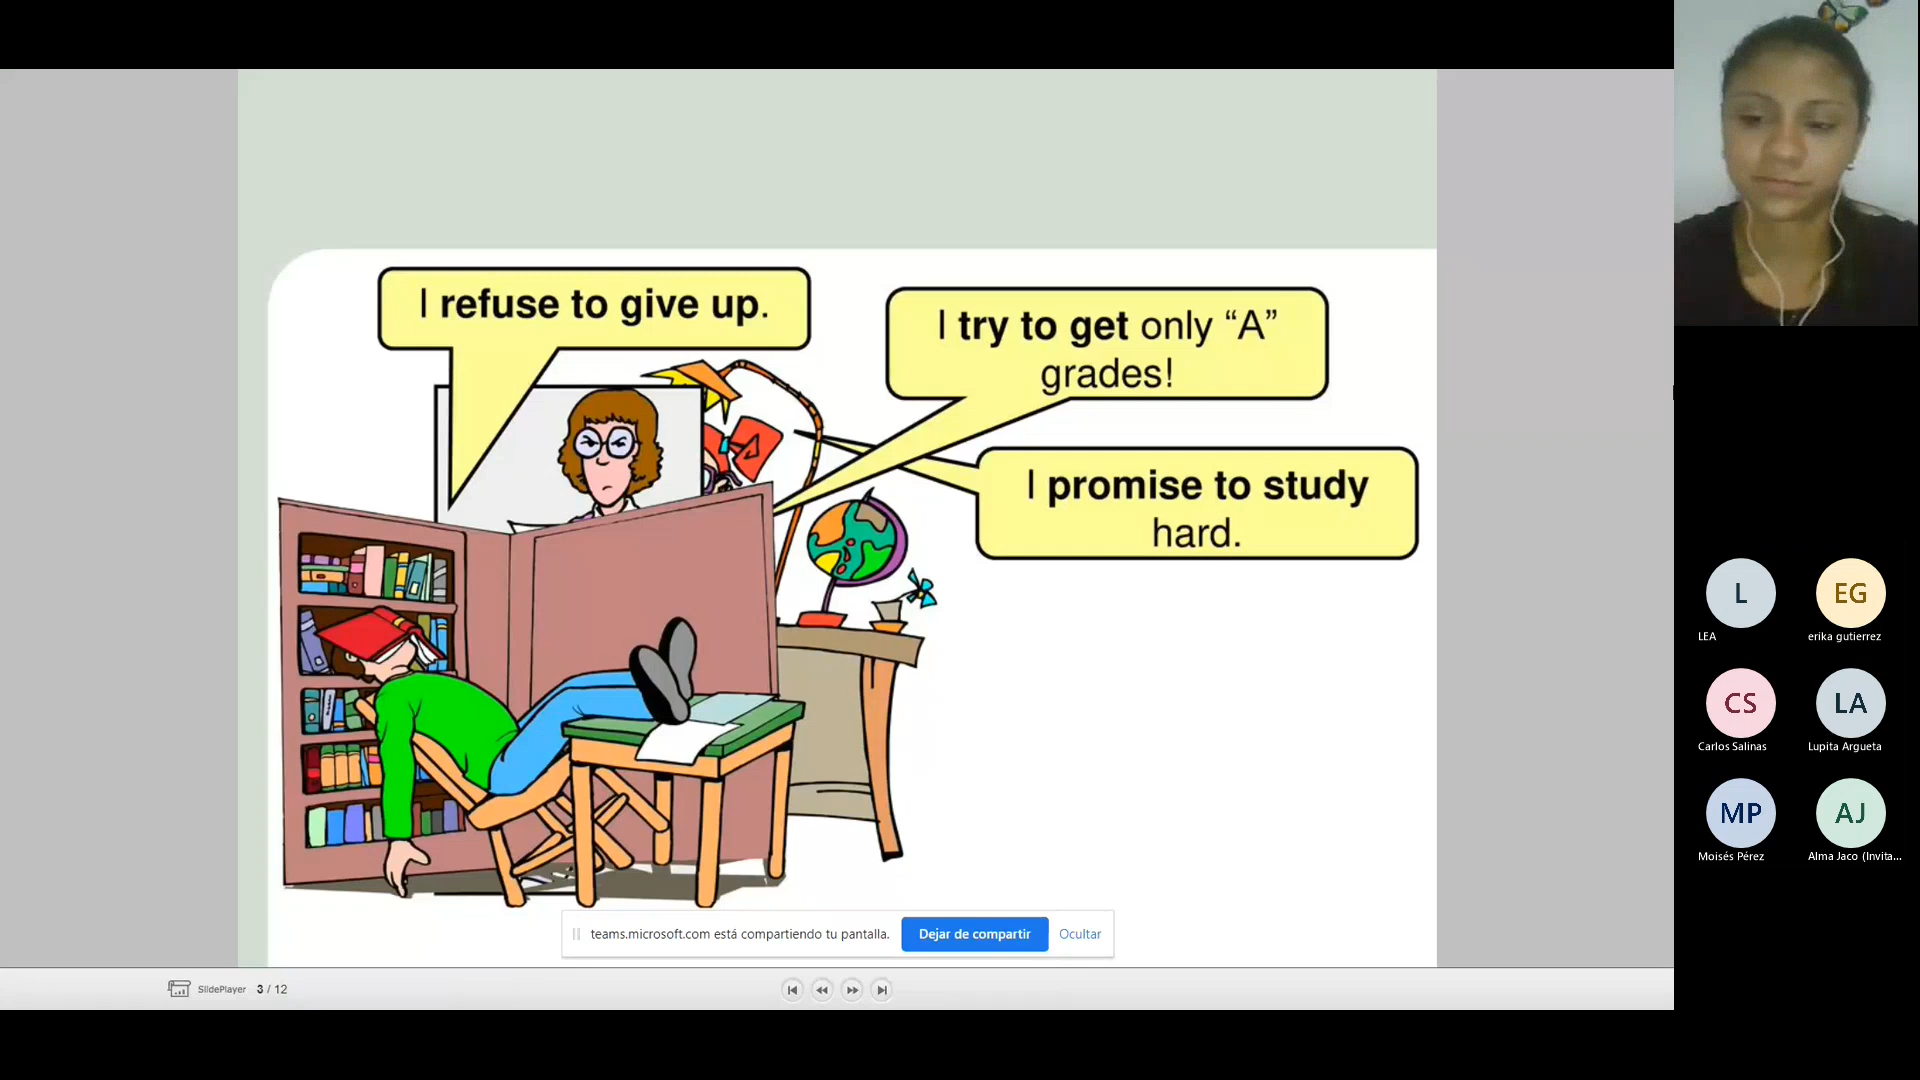 I refuse to give up.
I try to get only “A”
grades!
I promise to study
hard.
teams.microsoft.com está compartiendo tu pantalla.
Dejar de compartir
Ocultar
SlidePlayer 3 / 12
L
LEA
EG
erika gutierrez
CS
Carlos Salinas
LA
Lupita Argueta
MP
Moisés Pérez
AJ
Alma Jaco (Invita...